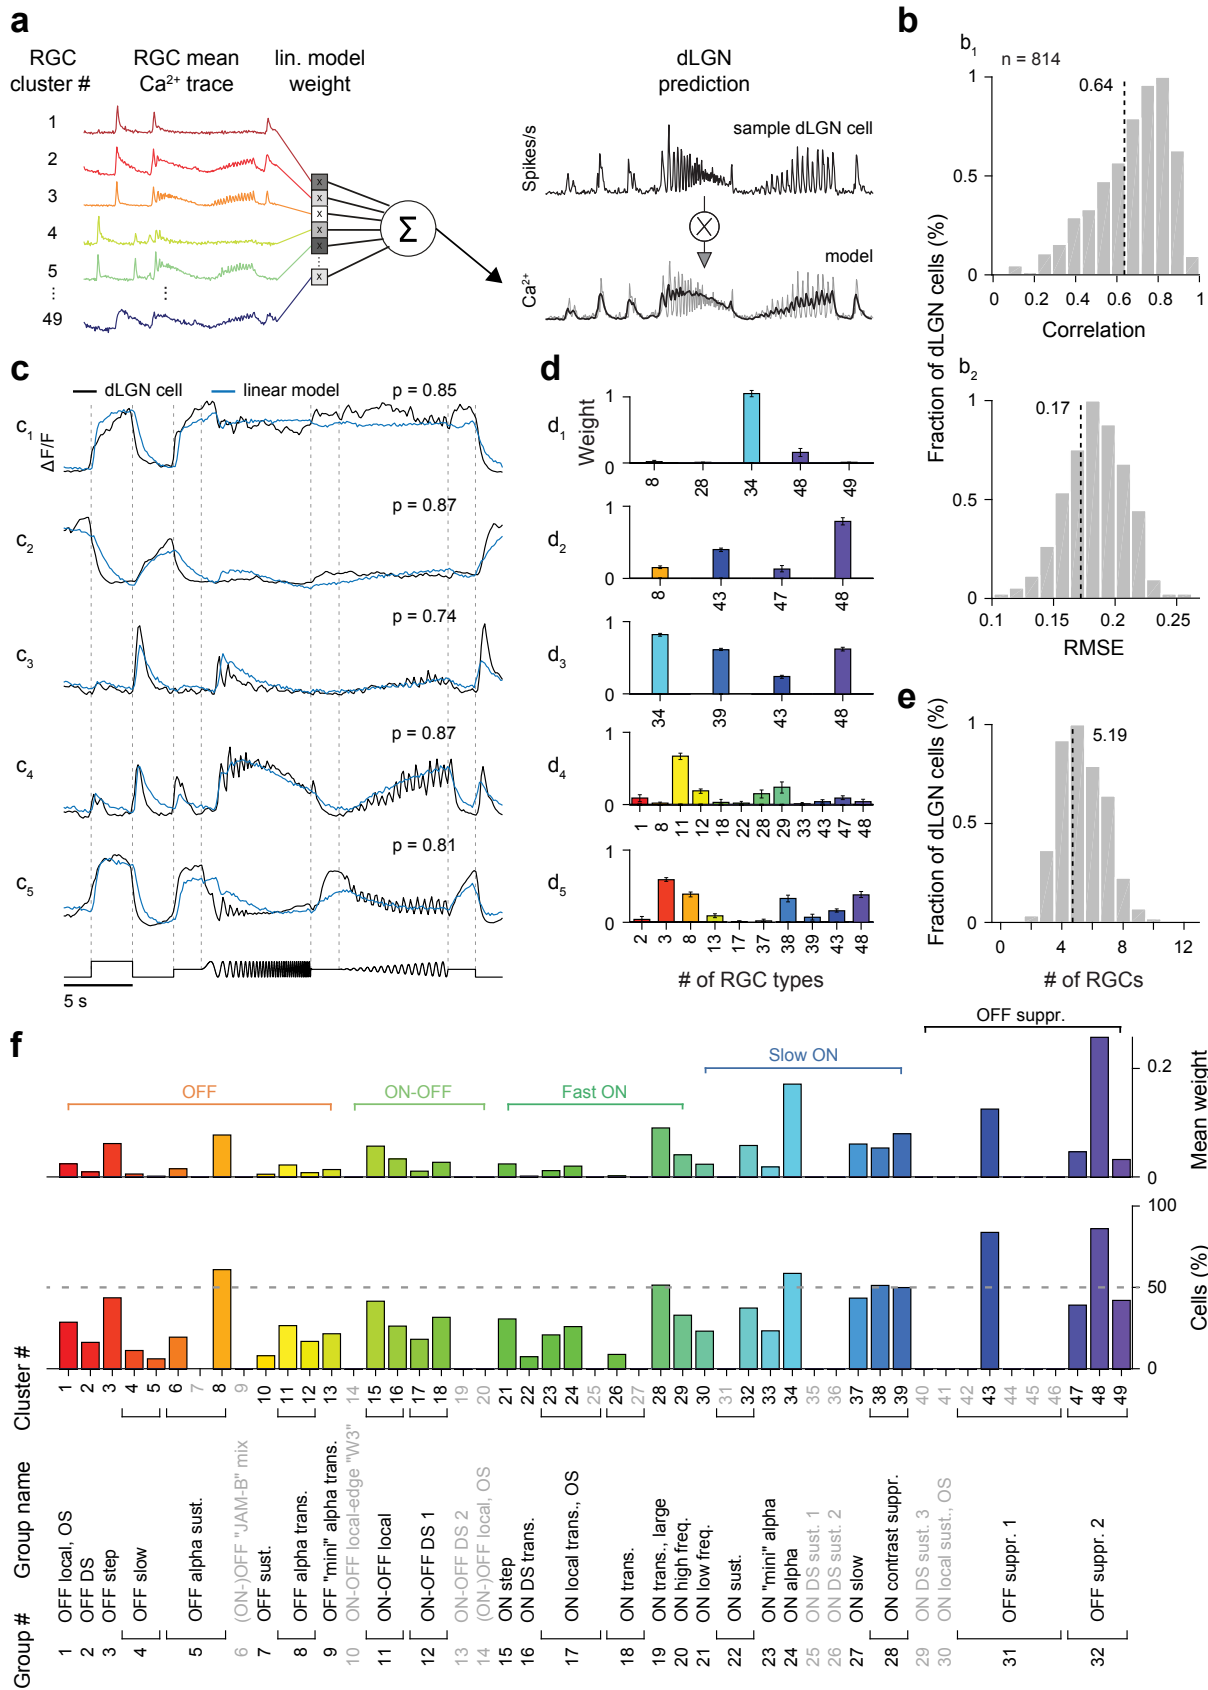 a
RGC
cluster #
RGC mean
Ca2+ trace
lin. model
weight
dLGN
prediction
1
2
3
4
5
...
49
x
x
x
x
x
x
Σ
Spikes/s
sample dLGN cell
Ca2+
model
b
b1
n = 814
0.64
1
0.5
0
0
0.2
0.4
0.6
0.8
1
Correlation
Fraction of dLGN cells (%)
b2
0.17
1
0.5
0
0.1
0.15
0.2
0.25
RMSE
c
dLGN cell
linear model
ΔF/F
c1
p = 0.85
c2
p = 0.87
c3
p = 0.74
c4
p = 0.87
c5
p = 0.81
5 s
d
Weight
d1
1
0
8
28
34
48
49
d2
1
0
8
43
47
48
d3
1
0
34
39
43
48
d4
1
0
1
8
11
12
18
22
28
29
33
43
47
48
d5
1
0
2
3
8
13
17
37
38
39
43
48
# of RGC types
e
5.19
Fraction of dLGN cells (%)
1
0.5
0
0
4
8
12
# of RGCs
f
OFF
ON-OFF
Fast ON
Slow ON
OFF suppr.
0.2
0
Mean weight
100
50
0
Cells (%)
Cluster #
1
2
3
4
5
6
7
8
9
10
11
12
13
14
15
16
17
18
19
20
21
22
23
24
25
26
27
28
29
30
31
32
33
34
35
36
37
38
39
40
41
42
43
44
45
46
47
48
49
Group name
OFF local, OS
OFF DS
OFF step
OFF slow
OFF alpha sust.
(ON-)OFF "JAM-B" mix
OFF sust.
OFF alpha trans.
OFF "mini" alpha trans.
ON-OFF local-edge "W3"
ON-OFF local
ON-OFF DS 1
ON-OFF DS 2
(ON-)OFF local, OS
ON step
ON DS trans.
ON local trans., OS
ON trans.
ON trans., large
ON high freq.
ON low freq.
ON sust.
ON "mini" alpha
ON alpha
ON DS sust. 1
ON DS sust. 2
ON slow
ON contrast suppr.
ON DS sust. 3
ON local sust., OS
OFF suppr. 1
OFF suppr. 2
Group #
1
2
3
4
5
6
7
8
9
10
11
12
13
14
15
16
17
18
19
20
21
22
23
24
25
26
27
28
29
30
31
32